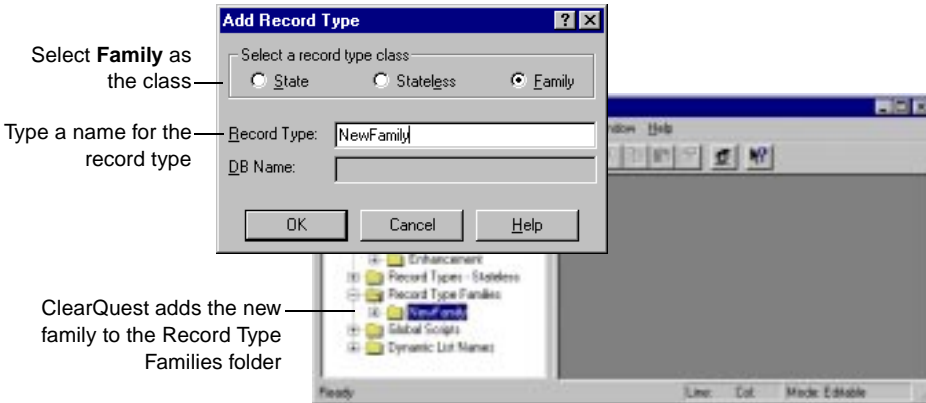 Add Record Type
Select a record type class
State
Stateless
Family
Record Type:
NewFamily
DB Name:
OK
Cancel
Help
Select Family as
the class
Type a name for the
record type
ClearQuest adds the new
family to the Record Type
Families folder
Help
Enhancement
Record Types - Stateless
Record Type Families
NewFamily
Global Scripts
Dynamic List Names
Ready
Line:
Col:
Mode: Editable